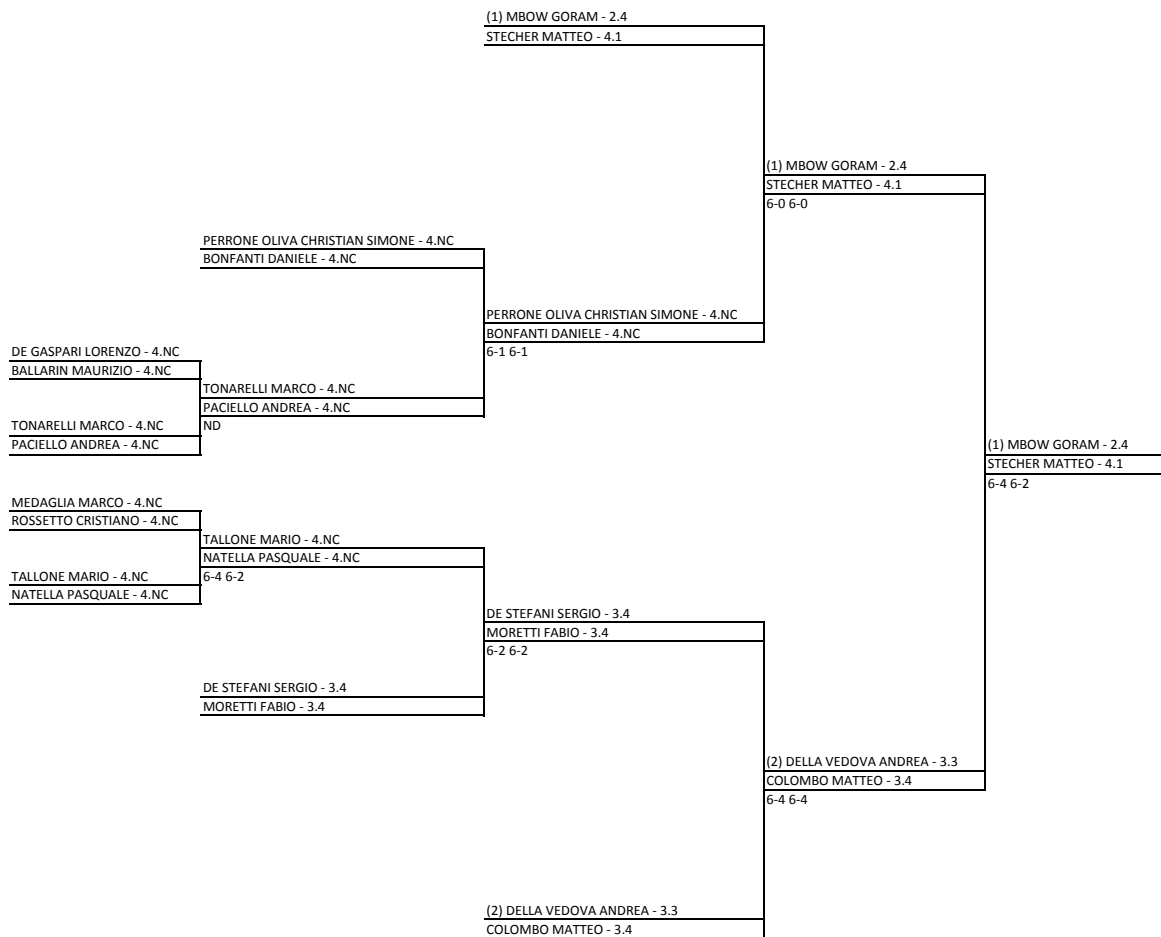 (1) MBOW GORAM - 2.4
STECHER MATTEO - 4.1
(1) MBOW GORAM - 2.4
STECHER MATTEO - 4.1
6-0 6-0
PERRONE OLIVA CHRISTIAN SIMONE - 4.NC
BONFANTI DANIELE - 4.NC
PERRONE OLIVA CHRISTIAN SIMONE - 4.NC
BONFANTI DANIELE - 4.NC
6-1 6-1
DE GASPARI LORENZO - 4.NC
BALLARIN MAURIZIO - 4.NC
TONARELLI MARCO - 4.NC
PACIELLO ANDREA - 4.NC
ND
TONARELLI MARCO - 4.NC
PACIELLO ANDREA - 4.NC
(1) MBOW GORAM - 2.4
STECHER MATTEO - 4.1
6-4 6-2
MEDAGLIA MARCO - 4.NC
ROSSETTO CRISTIANO - 4.NC
TALLONE MARIO - 4.NC
NATELLA PASQUALE - 4.NC
6-4 6-2
TALLONE MARIO - 4.NC
NATELLA PASQUALE - 4.NC
DE STEFANI SERGIO - 3.4
MORETTI FABIO - 3.4
6-2 6-2
DE STEFANI SERGIO - 3.4
MORETTI FABIO - 3.4
(2) DELLA VEDOVA ANDREA - 3.3
COLOMBO MATTEO - 3.4
6-4 6-4
(2) DELLA VEDOVA ANDREA - 3.3
COLOMBO MATTEO - 3.4